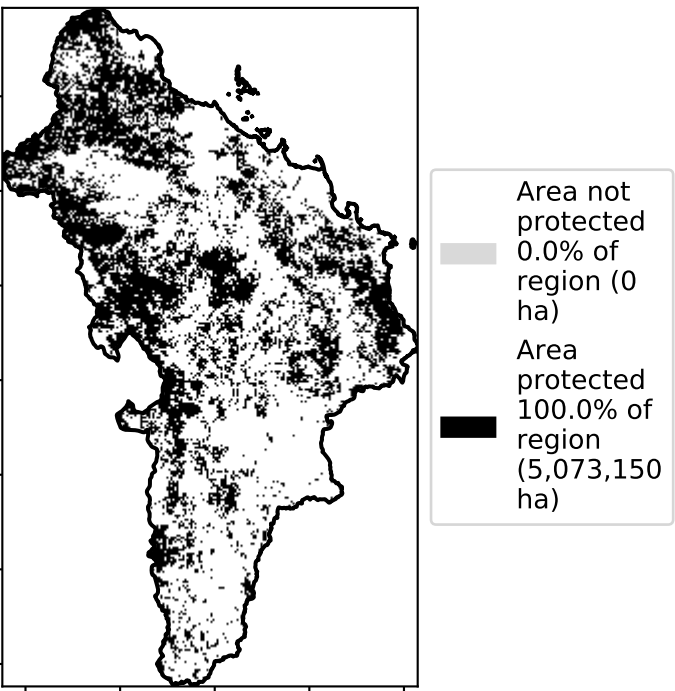 Area not
protected
0.0% of
region (0
ha)
Area
protected
100.0% of
region
(5,073,150
ha)